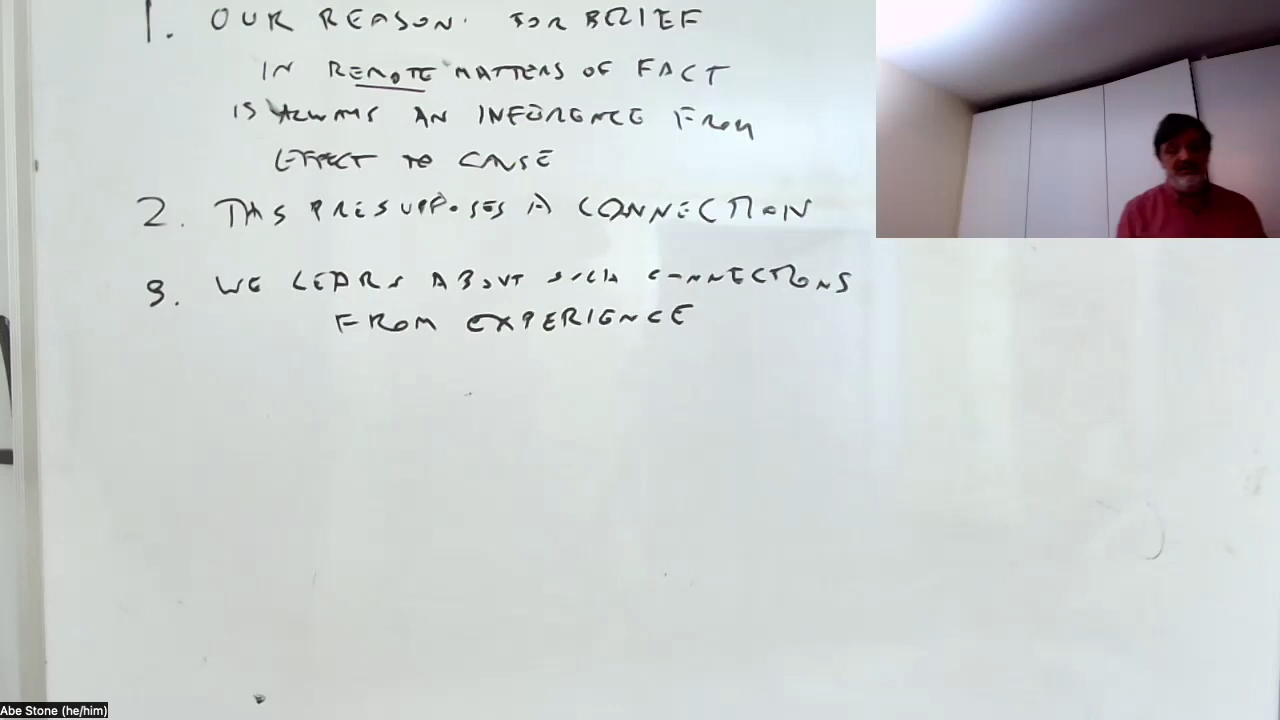 1. OUR REASON FOR BELIEF
IN REMOTE MATTERS OF FACT
IS ALWAYS AN INFERENCE FROM
EFFECT TO CAUSE
2. THIS PRESUPPOSES A CONNECTION
3. WE LEARN ABOUT SUCH CONNECTIONS
FROM EXPERIENCE
Abe Stone (he/him)